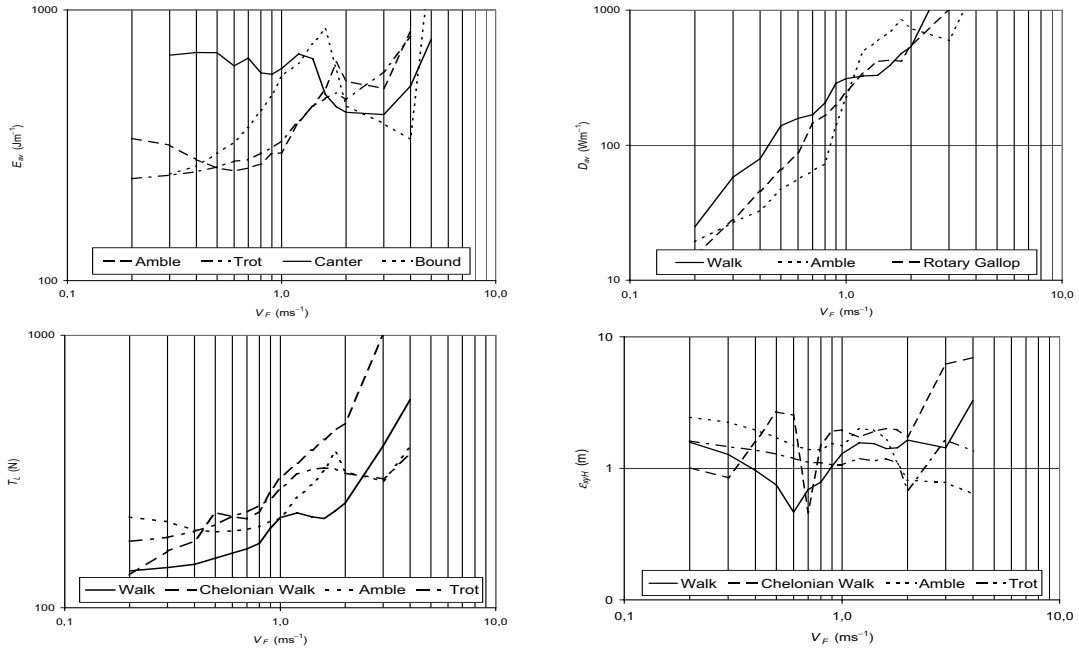 1000
E_av (Jm⁻¹)
100
Amble Trot Canter Bound
0,1 1,0 10,0
V_F (ms⁻¹)
1000
D_av (Wm⁻¹)
100
10
Walk Amble Rotary Gallop
0,1 1,0 10,0
V_F (ms⁻¹)
1000
T_L (N)
100
Walk Chelonian Walk Amble Trot
0,1 1,0 10,0
V_F (ms⁻¹)
10
ε_xyH (m)
1
0
Walk Chelonian Walk Amble Trot
0,1 1,0 10,0
V_F (ms⁻¹)